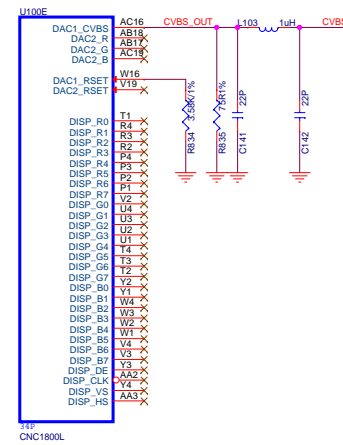 U100E
DAC1_CVBS AC16 CVBS_OUT L103 1uH CVBS
DAC2_R AB18
DAC2_G AB17
DAC2_B AC19
DAC1_RSET W16
DAC2_RSET V19
R834 3.58K/1%
R835 75R1%
C141 22P
C142 22P
DISP_R0 T1
DISP_R1 R4
DISP_R2 R3
DISP_R3 R2
DISP_R4 P4
DISP_R5 P3
DISP_R6 P2
DISP_R7 P1
DISP_G0 V2
DISP_G1 U4
DISP_G2 U3
DISP_G3 U2
DISP_G4 U1
DISP_G5 T4
DISP_G6 T3
DISP_G7 T2
DISP_B0 Y2
DISP_B1 Y1
DISP_B2 W4
DISP_B3 W3
DISP_B4 W2
DISP_B5 W1
DISP_B6 V4
DISP_B7 V3
DISP_DE Y3
DISP_CLK AA2
DISP_VS Y4
DISP_HS AA3
34P
CNC1800L